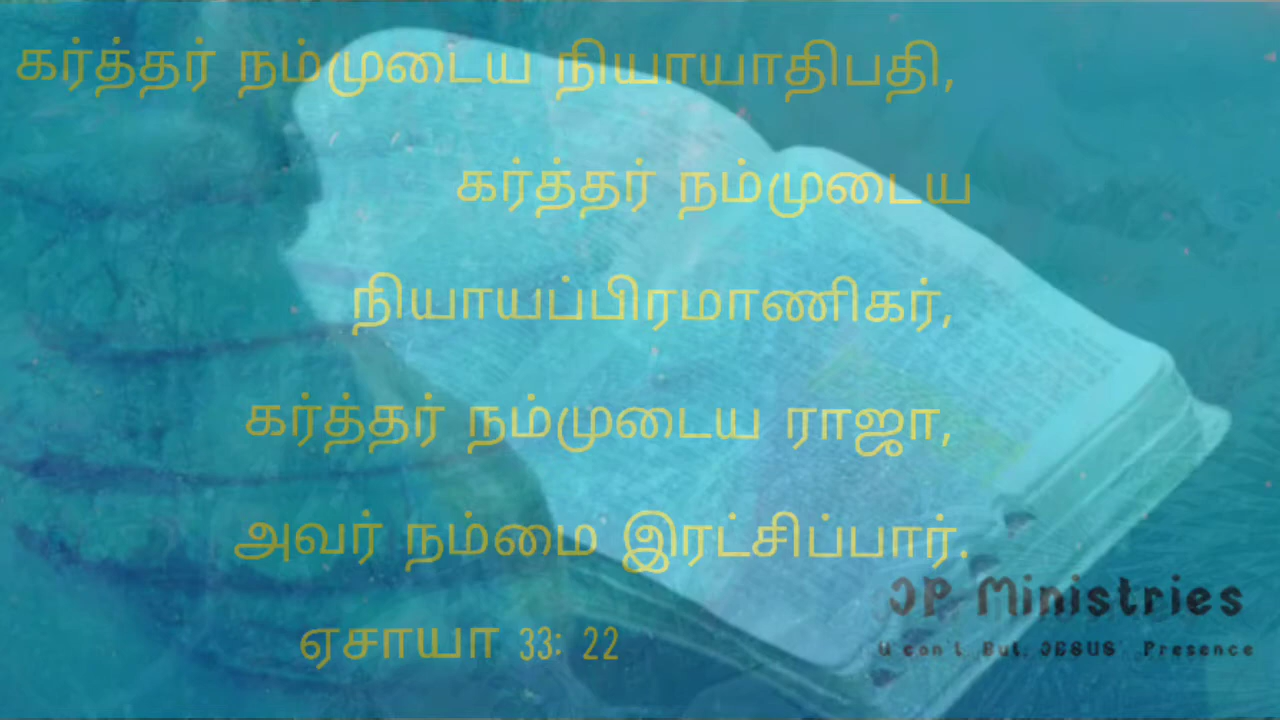 கர்த்தர் நம்முடைய நியாயாதிபதி,
கர்த்தர் நம்முடைய
நியாயப்பிரமாணிகர்,
கர்த்தர் நம்முடைய ராஜா,
அவர் நம்மை இரட்சிப்பார்.
ஏசாயா 33: 22
JP Ministries
U can't. But, JESUS' Presence